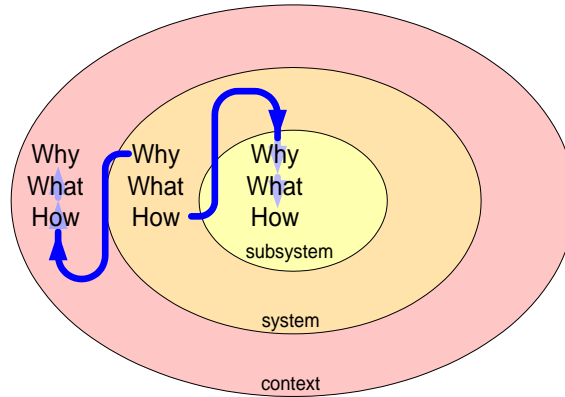 Why Why Why
What What What
How How How
subsystem
system
context